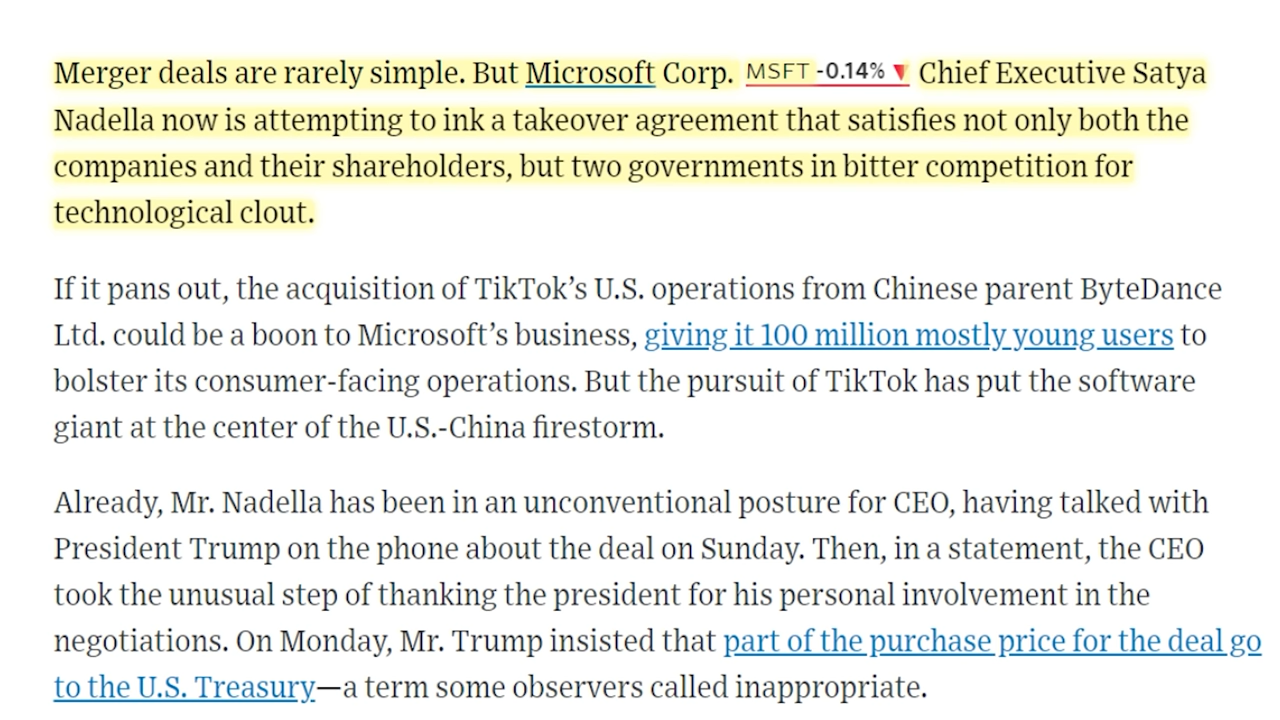 Merger deals are rarely simple. But Microsoft Corp. MSFT -0.14% ▼ Chief Executive Satya
Nadella now is attempting to ink a takeover agreement that satisfies not only both the
companies and their shareholders, but two governments in bitter competition for
technological clout.
If it pans out, the acquisition of TikTok’s U.S. operations from Chinese parent ByteDance
Ltd. could be a boon to Microsoft’s business, giving it 100 million mostly young users to
bolster its consumer-facing operations. But the pursuit of TikTok has put the software
giant at the center of the U.S.-China firestorm.
Already, Mr. Nadella has been in an unconventional posture for CEO, having talked with
President Trump on the phone about the deal on Sunday. Then, in a statement, the CEO
took the unusual step of thanking the president for his personal involvement in the
negotiations. On Monday, Mr. Trump insisted that part of the purchase price for the deal go
to the U.S. Treasury—a term some observers called inappropriate.